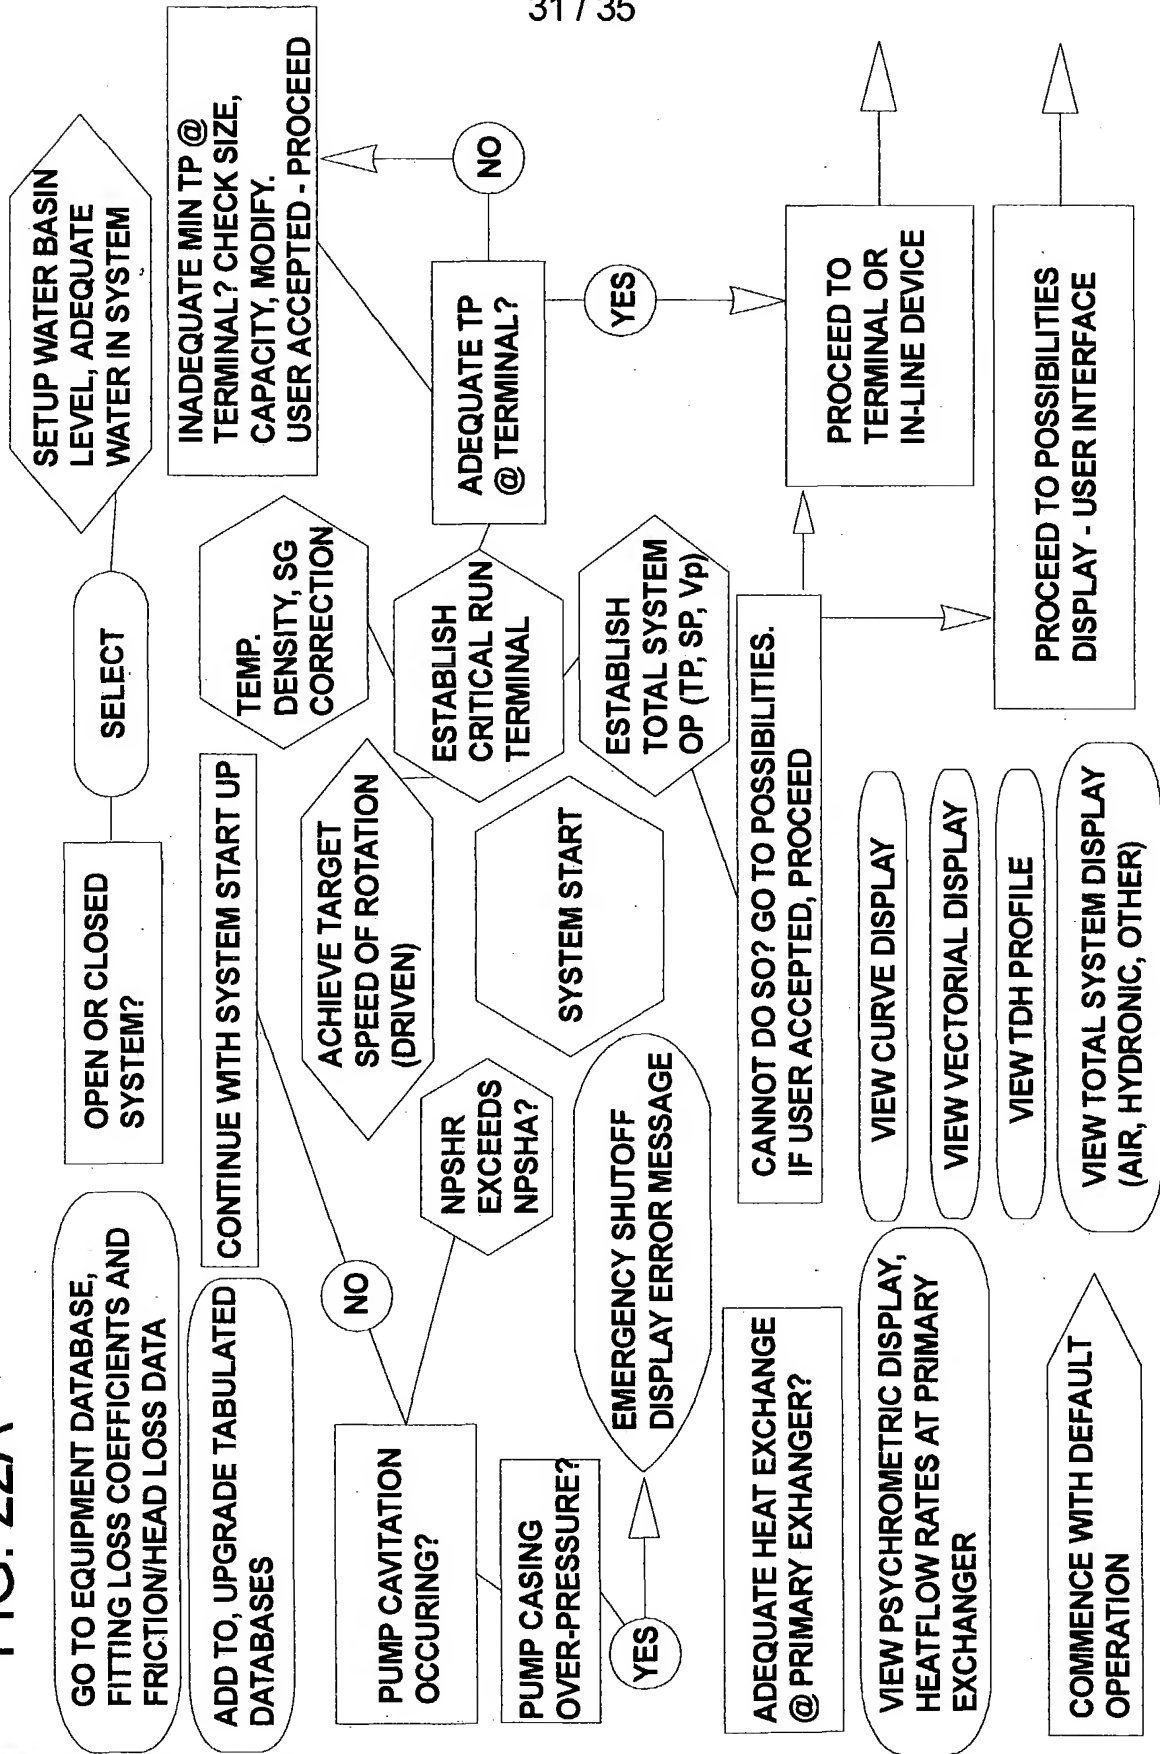 31 / 35
FIG. 22A
GO TO EQUIPMENT DATABASE,
FITTING LOSS COEFFICIENTS AND
FRICTION/HEAD LOSS DATA
OPEN OR CLOSED
SYSTEM?
SELECT
SETUP WATER BASIN
LEVEL, ADEQUATE
WATER IN SYSTEM
ADD TO, UPGRADE TABULATED
DATABASES
CONTINUE WITH SYSTEM START UP
TEMP.
DENSITY, SG
CORRECTION
INADEQUATE MIN TP @
TERMINAL? CHECK SIZE,
CAPACITY, MODIFY.
USER ACCEPTED - PROCEED
NO
ACHIEVE TARGET
SPEED OF ROTATION
(DRIVEN)
ESTABLISH
CRITICAL RUN
TERMINAL
ADEQUATE TP
@ TERMINAL?
NO
PUMP CAVITATION
OCCURING?
NPSHR
EXCEEDS
NPSHA?
SYSTEM START
YES
PUMP CASING
OVER-PRESSURE?
YES
EMERGENCY SHUTOFF
DISPLAY ERROR MESSAGE
ESTABLISH
TOTAL SYSTEM
OP (TP, SP, Vp)
CANNOT DO SO? GO TO POSSIBILITIES.
IF USER ACCEPTED, PROCEED
PROCEED TO
TERMINAL OR
IN-LINE DEVICE
ADEQUATE HEAT EXCHANGE
@ PRIMARY EXHANGER?
VIEW CURVE DISPLAY
VIEW PSYCHROMETRIC DISPLAY,
HEATFLOW RATES AT PRIMARY
EXCHANGER
VIEW VECTORIAL DISPLAY
VIEW TDH PROFILE
PROCEED TO POSSIBILITIES
DISPLAY - USER INTERFACE
COMMENCE WITH DEFAULT
OPERATION
VIEW TOTAL SYSTEM DISPLAY
(AIR, HYDRONIC, OTHER)